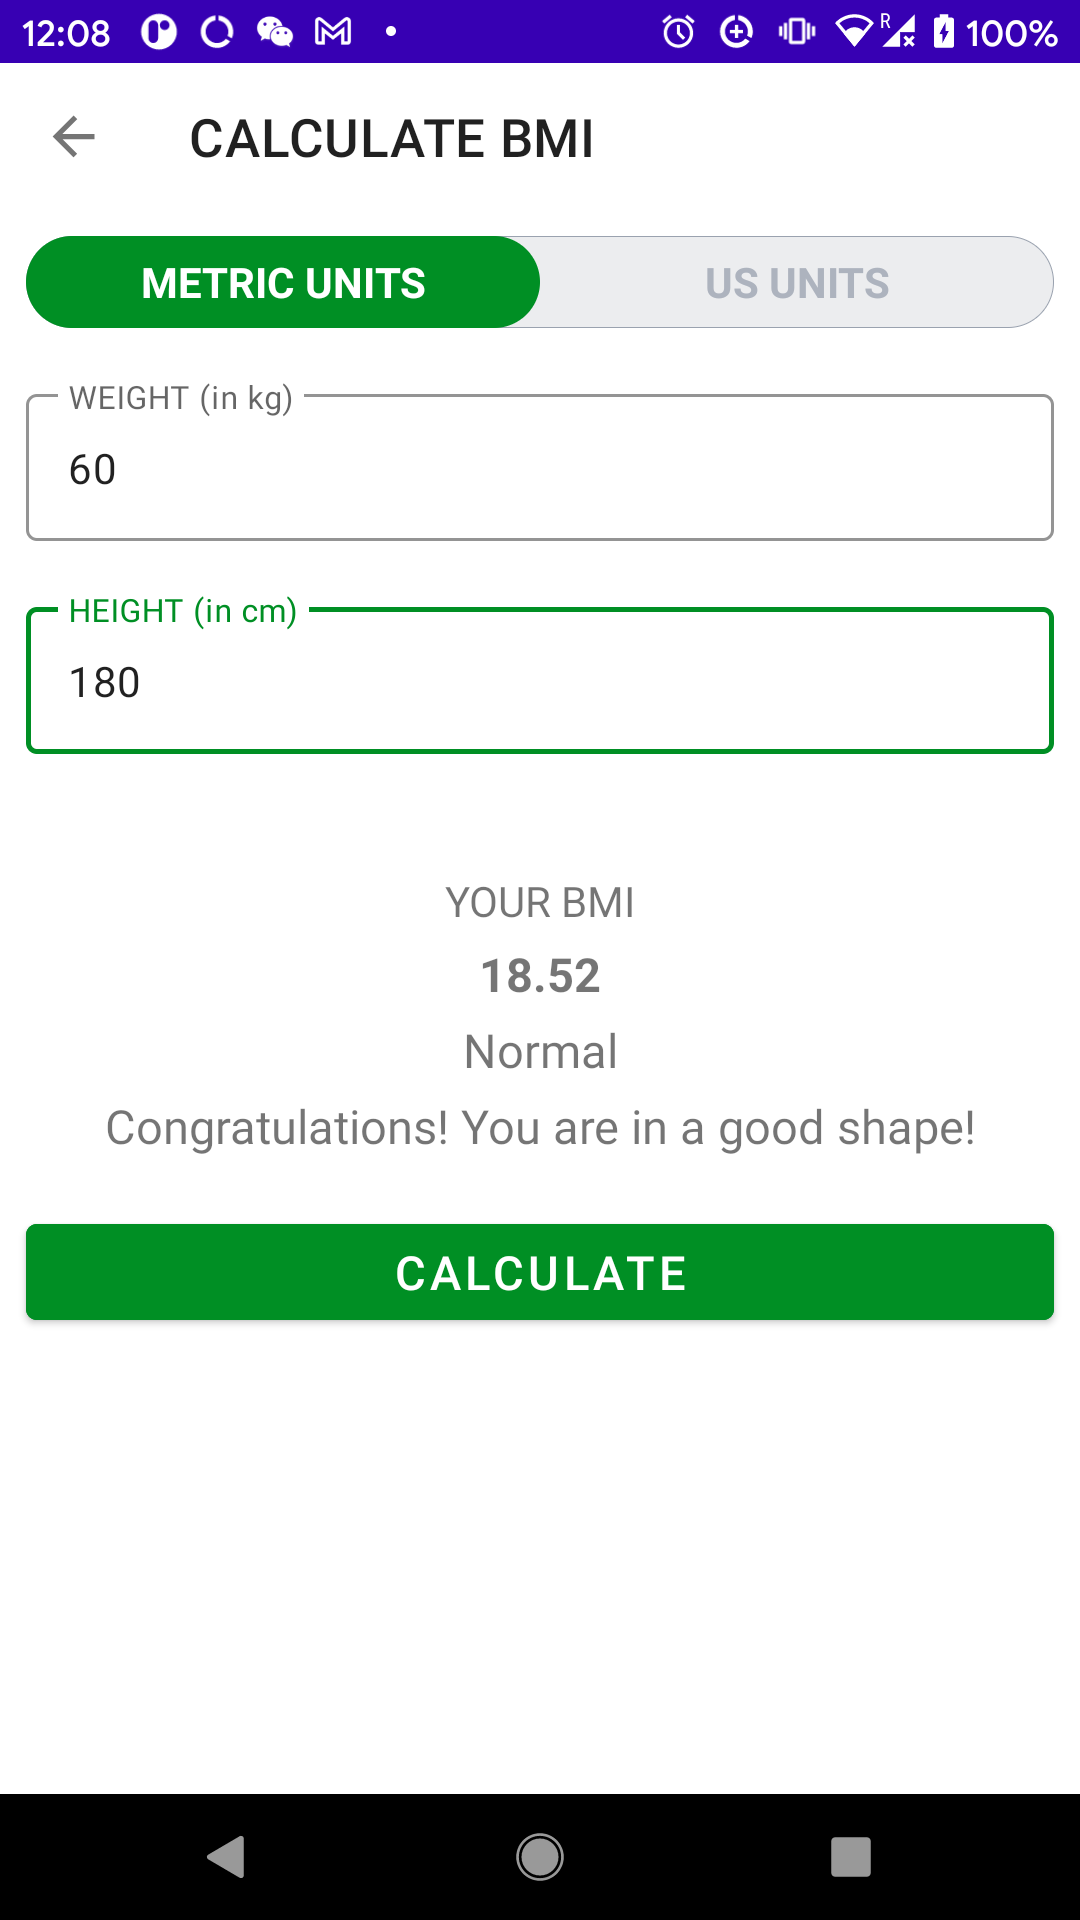 12:08 R 100%
CALCULATE BMI
METRIC UNITS US UNITS
WEIGHT (in kg)
60
HEIGHT (in cm)
180
YOUR BMI
18.52
Normal
Congratulations! You are in a good shape!
CALCULATE